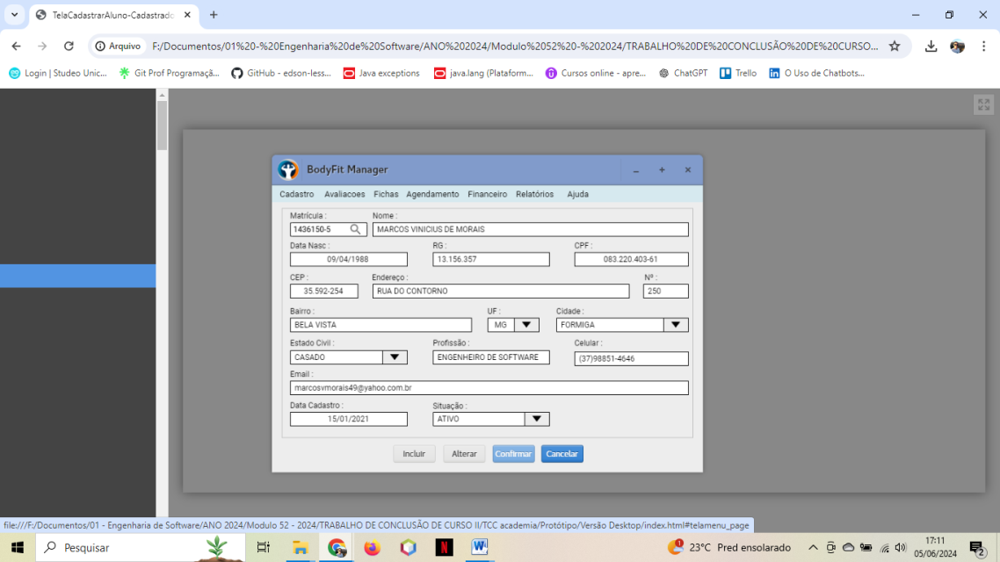 TelaCadastrarAluno-Cadastrado
Arquivo
F:/Documentos/01%20-%20Engenharia%20de%20Software/ANO%202024/Modulo%2052%20-%202024/TRABALHO%20DE%20CONCLUSÃO%20DE%20CURSO...
Login | Studeo Unic... Git Prof Programaçã... GitHub - edson-less... Java exceptions java.lang (Plataform... Cursos online - apre... ChatGPT Trello O Uso de Chatbots...
BodyFit Manager
Cadastro Avaliacoes Fichas Agendamento Financeiro Relatórios Ajuda
Matrícula : Nome :
1436150-5 MARCOS VINICIUS DE MORAIS
Data Nasc : RG : CPF :
09/04/1988 13.156.357 083.220.403-61
CEP : Endereço : Nº :
35.592-254 RUA DO CONTORNO 250
Bairro : UF : Cidade :
BELA VISTA MG FORMIGA
Estado Civil : Profissão : Celular :
CASADO ENGENHEIRO DE SOFTWARE (37)98851-4646
Email :
marcosvmorais49@yahoo.com.br
Data Cadastro : Situação :
15/01/2021 ATIVO
Incluir Alterar Confirmar Cancelar
file:///F:/Documentos/01 - Engenharia de Software/ANO 2024/Modulo 52 - 2024/TRABALHO DE CONCLUSÃO DE CURSO II/TCC academia/Protótipo/Versão Desktop/index.html#telamenu_page
Pesquisar
23°C Pred ensolarado
17:11
05/06/2024
2